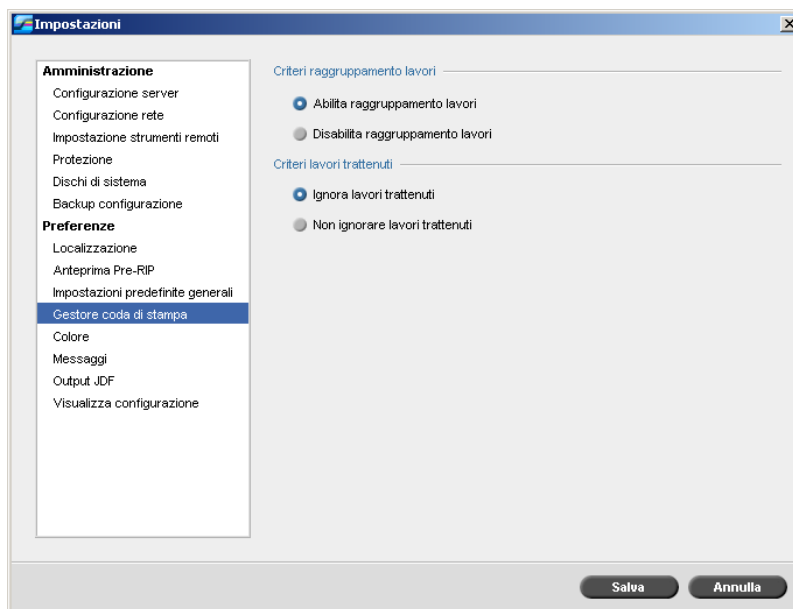 Impostazioni
Amministrazione
Configurazione server
Configurazione rete
Impostazione strumenti remoti
Protezione
Dischi di sistema
Backup configurazione
Preferenze
Localizzazione
Anteprima Pre-RIP
Impostazioni predefinite generali
Gestore coda di stampa
Colore
Messaggi
Output JDF
Visualizza configurazione
Criteri raggruppamento lavori
Abilita raggruppamento lavori
Disabilita raggruppamento lavori
Criteri lavori trattenuti
Ignora lavori trattenuti
Non ignorare lavori trattenuti
Salva
Annulla